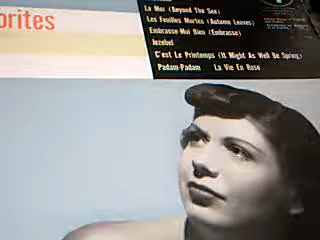 La Mer (Beyond The Sea)
Les Feuilles Mortes (Autumn Leaves)
Embrasse-Moi Bien (Embrasse)
Jezebel
C'est Le Printemps (It Might As Well Be Spring)
Padam-Padam La Vie En Rose
orites